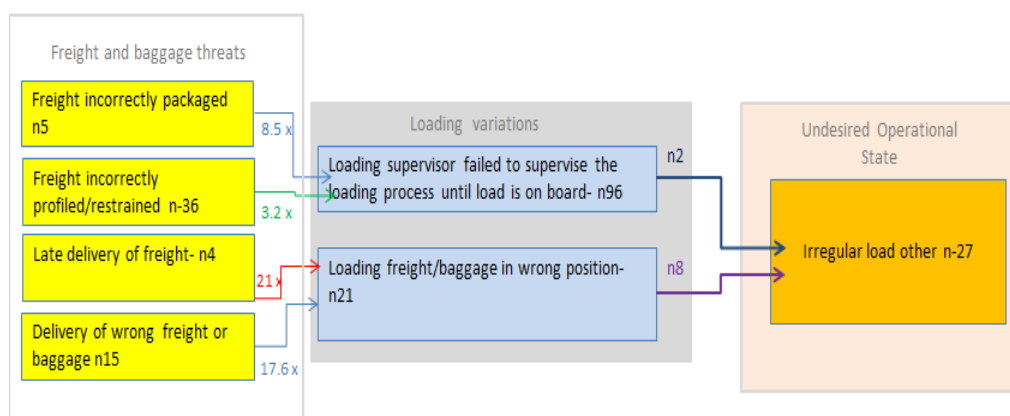 Freight and baggage threats
Freight incorrectly packaged
n5
8.5 x
Freight incorrectly
profiled/restrained n-36
3.2 x
Late delivery of freight- n4
21 x
Delivery of wrong freight or
baggage n15
17.6 x
Loading variations
Loading supervisor failed to supervise the
loading process until load is on board- n96
n2
Loading freight/baggage in wrong position-
n21
n8
Undesired Operational
State
Irregular load other n-27